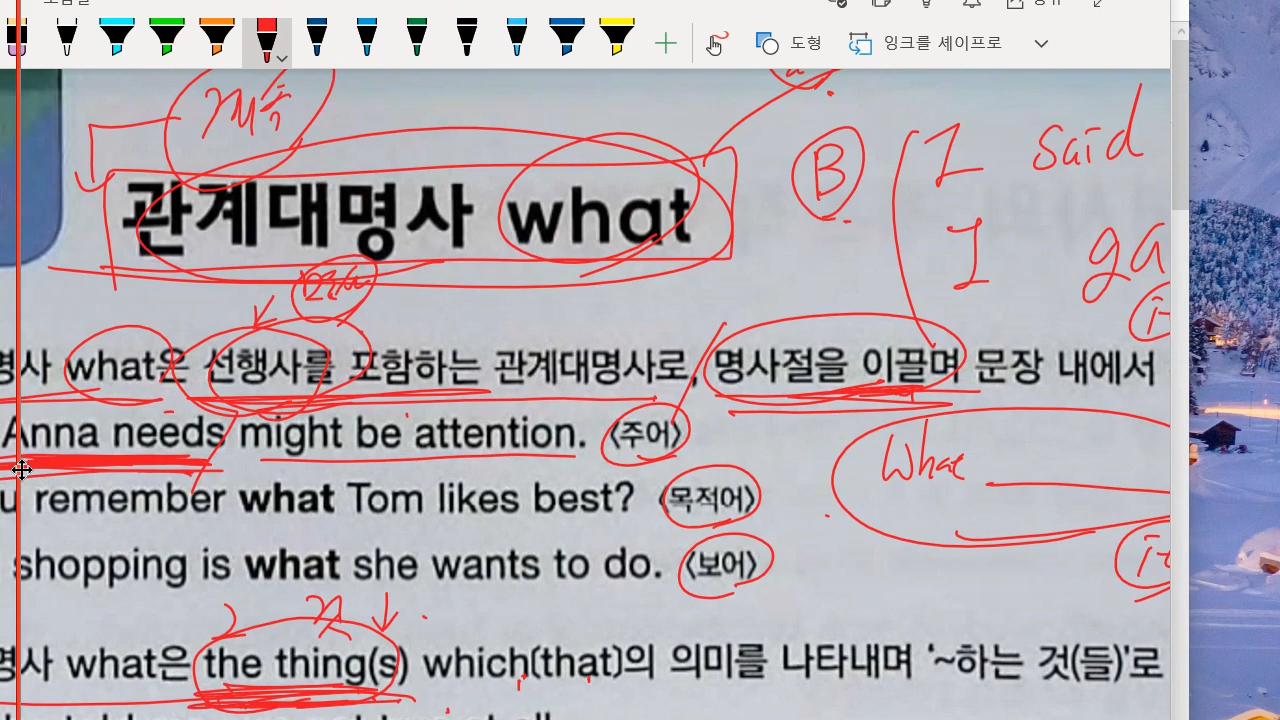 도형 잉크를 셰이프로
계속
관계대명사 what
B
I said
I ga
명사 what은 선행사를 포함하는 관계대명사로, 명사절을 이끌며 문장 내에서
Anna needs might be attention. 〈주어〉
What
u remember what Tom likes best? 〈목적어〉
shopping is what she wants to do. 〈보어〉
명사 what은 the thing(s) which(that)의 의미를 나타내며 ‘~하는 것(들)’로